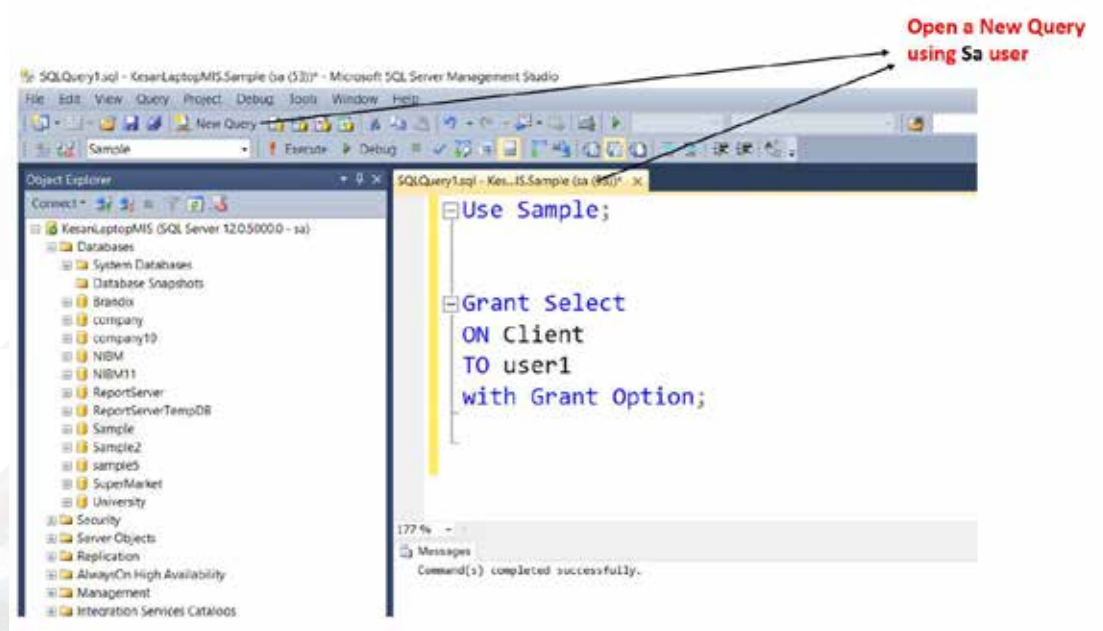 Open a New Query
using Sa user
SQLQuery1.sql - KesanLaptopMIS.Sample (sa (53))* - Microsoft SQL Server Management Studio
File Edit View Query Project Debug Tools Window Help
New Query
Sample Execute Debug
Object Explorer
SQLQuery1.sql - Kes...IS.Sample (sa (53))*
Connect
KesanLaptopMIS (SQL Server 12.0.5000.0 - sa)
Databases
System Databases
Database Snapshots
Brandix
company
company10
NIBM
NIBM11
ReportServer
ReportServerTempDB
Sample
Sample2
sample5
SuperMarket
University
Security
Server Objects
Replication
AlwaysOn High Availability
Management
Integration Services Catalogs
Use Sample;
Grant Select
ON Client
TO user1
with Grant Option;
177 %
Messages
Command(s) completed successfully.